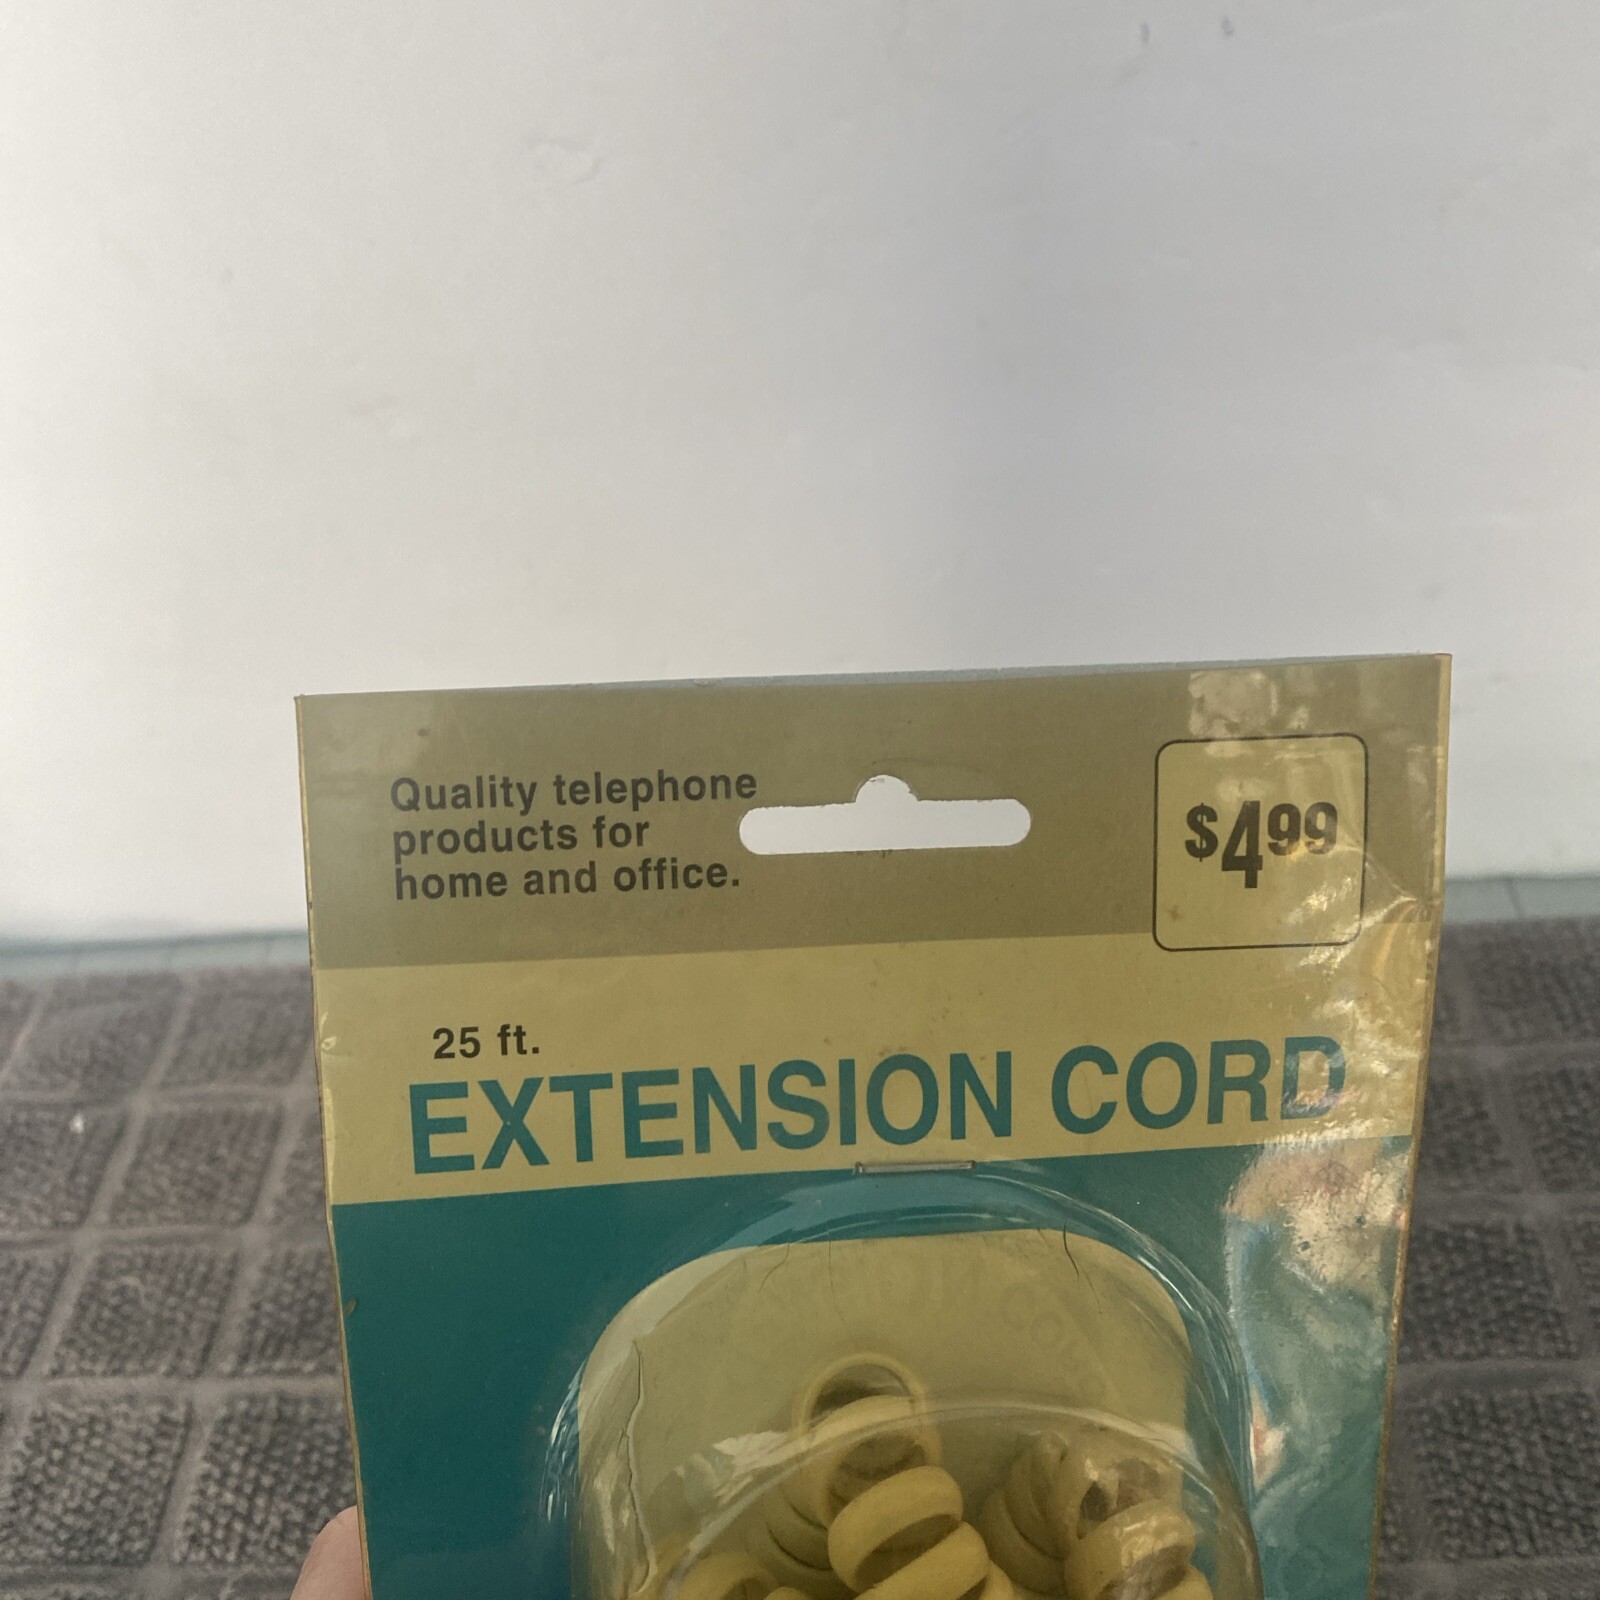 Quality telephone
products for
home and office.
$4.99
25 ft.
EXTENSION CORD